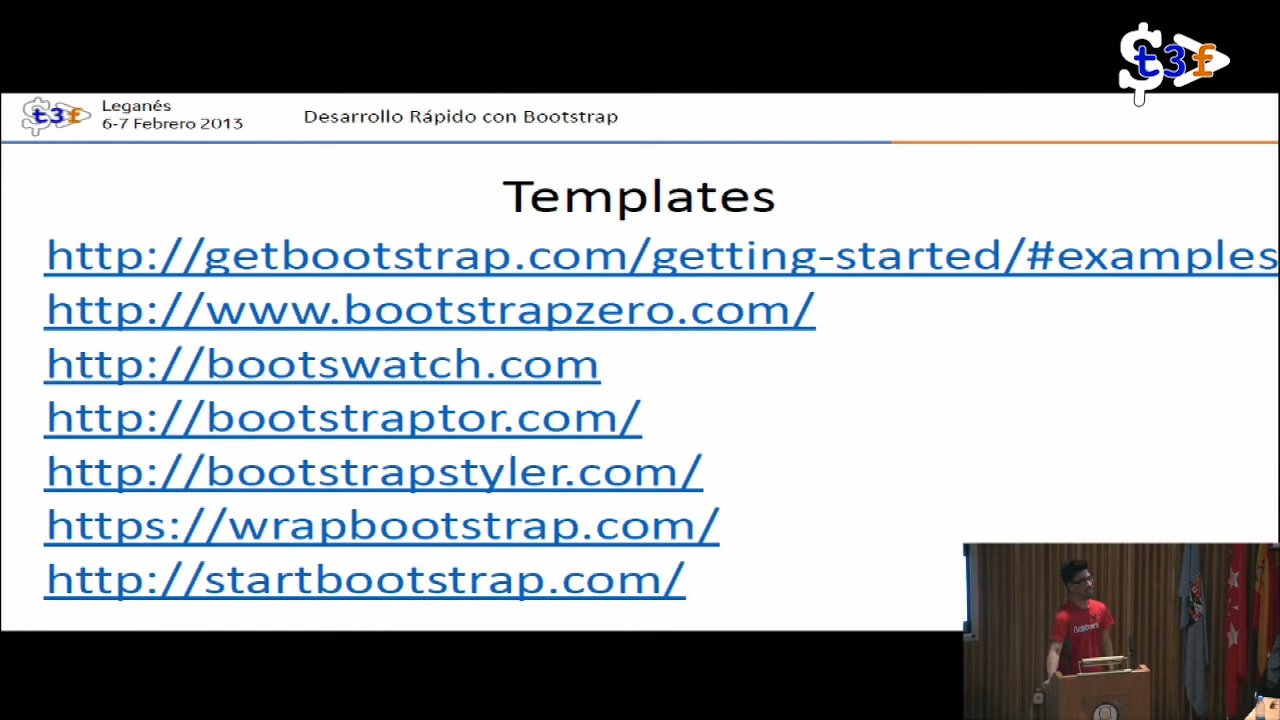 $t3f
$t3f
Leganés
6-7 Febrero 2013
Desarrollo Rápido con Bootstrap
Templates
http://getbootstrap.com/getting-started/#examples
http://www.bootstrapzero.com/
http://bootswatch.com
http://bootstraptor.com/
http://bootstrapstyler.com/
https://wrapbootstrap.com/
http://startbootstrap.com/